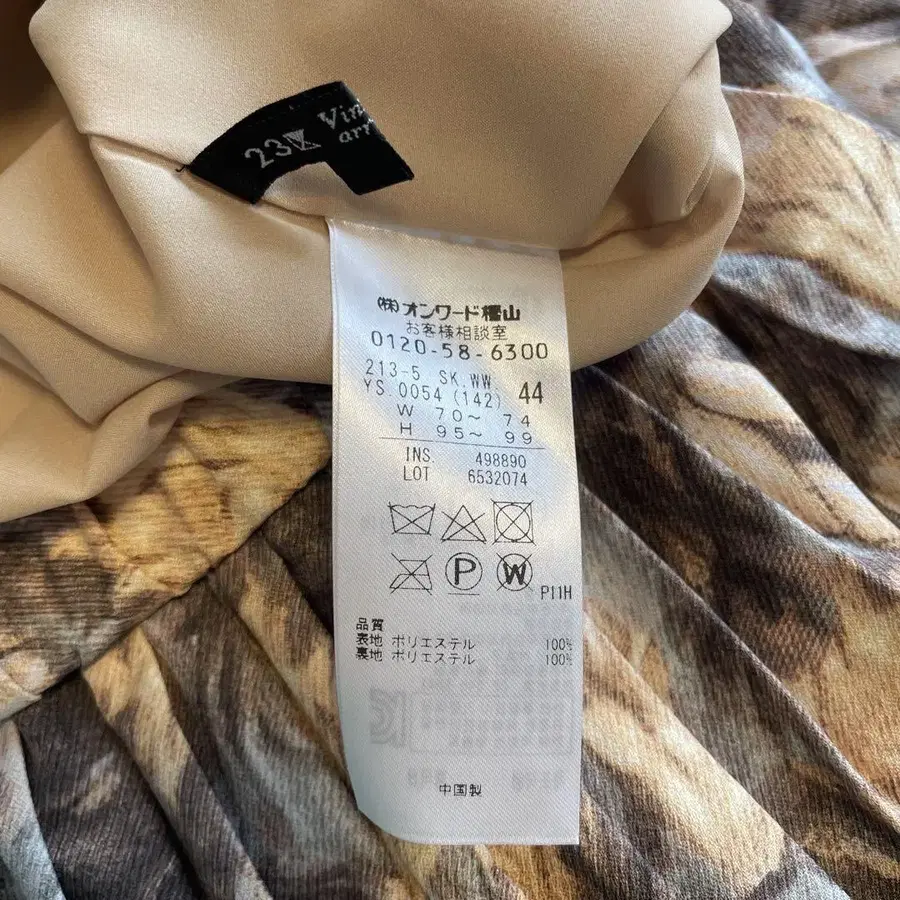 23区
㈱オンワード樫山
お客様相談室
0120-58-6300
213-5 SK.WW
YS 0054 (142) 44
W 70～ 74
H 95～ 99
INS. 498890
LOT 6532074
P W
P11H
品質
表地 ポリエステル 100%
裏地 ポリエステル 100%
中国製